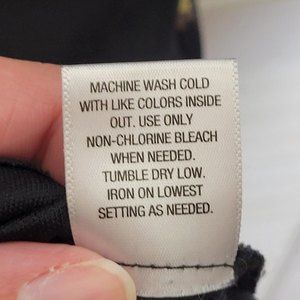 MACHINE WASH COLD
WITH LIKE COLORS INSIDE
OUT. USE ONLY
NON-CHLORINE BLEACH
WHEN NEEDED.
TUMBLE DRY LOW.
IRON ON LOWEST
SETTING AS NEEDED.